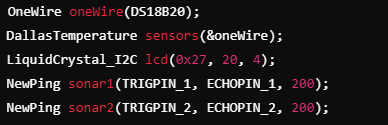 OneWire oneWire(DS18B20);
DallasTemperature sensors(&oneWire);
LiquidCrystal_I2C lcd(0x27, 20, 4);
NewPing sonar1(TRIGPIN_1, ECHOPIN_1, 200);
NewPing sonar2(TRIGPIN_2, ECHOPIN_2, 200);